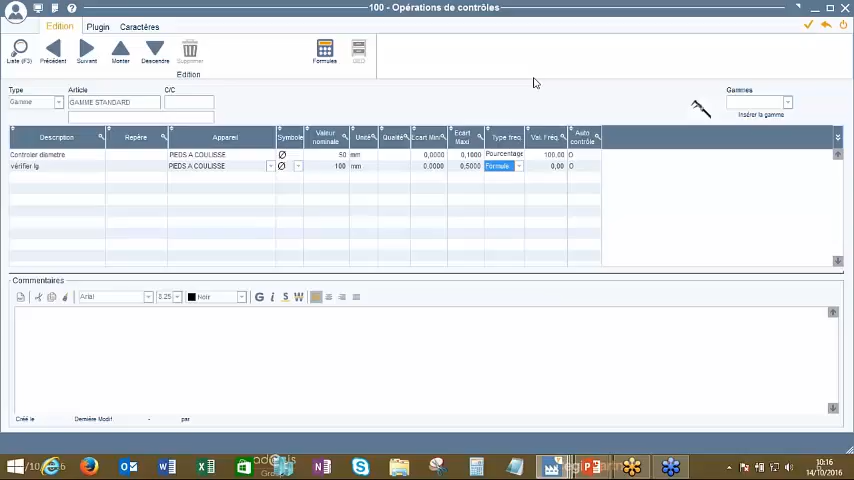 100 - Opérations de contrôles
Edition Plugin Caractères
Liste (F3) Précédent Suivant Monter Descendre Supprimer Formules GED
Edition
Type Article C/C Gammes
Gamme GAMME STANDARD
Insérer la gamme
Description Repère Appareil Symbole Valeur nominale Unité Qualité Ecart Mini Ecart Maxi Type freq. Val. Fréq. Auto contrôle
Controler diametre PIEDS A COULISSE Ø 50 mm 0,0000 0,1000 Pourcentage 100.00 O
vérifier lg PIEDS A COULISSE Ø 100 mm 0.0000 0,5000 Formule 0,00 O
Commentaires
Arial 8.25 Noir G i S W
Créé le Dernière Modif - par
10:16
14/10/2016